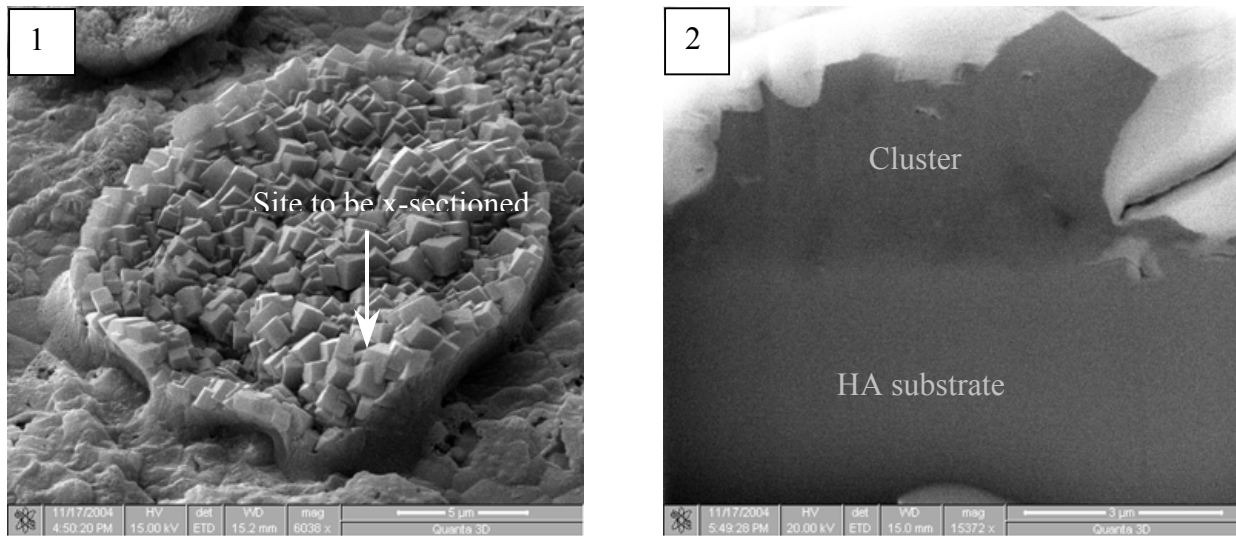 1
Site to be x-sectioned
11/17/2004 HV det WD mag 5 µm
4:50:20 PM 15.00 kV ETD 15.2 mm 6038 x Quanta 3D
2
Cluster
HA substrate
11/17/2004 HV det WD mag 3 µm
5:49:28 PM 20.00 kV ETD 15.0 mm 15372 x Quanta 3D